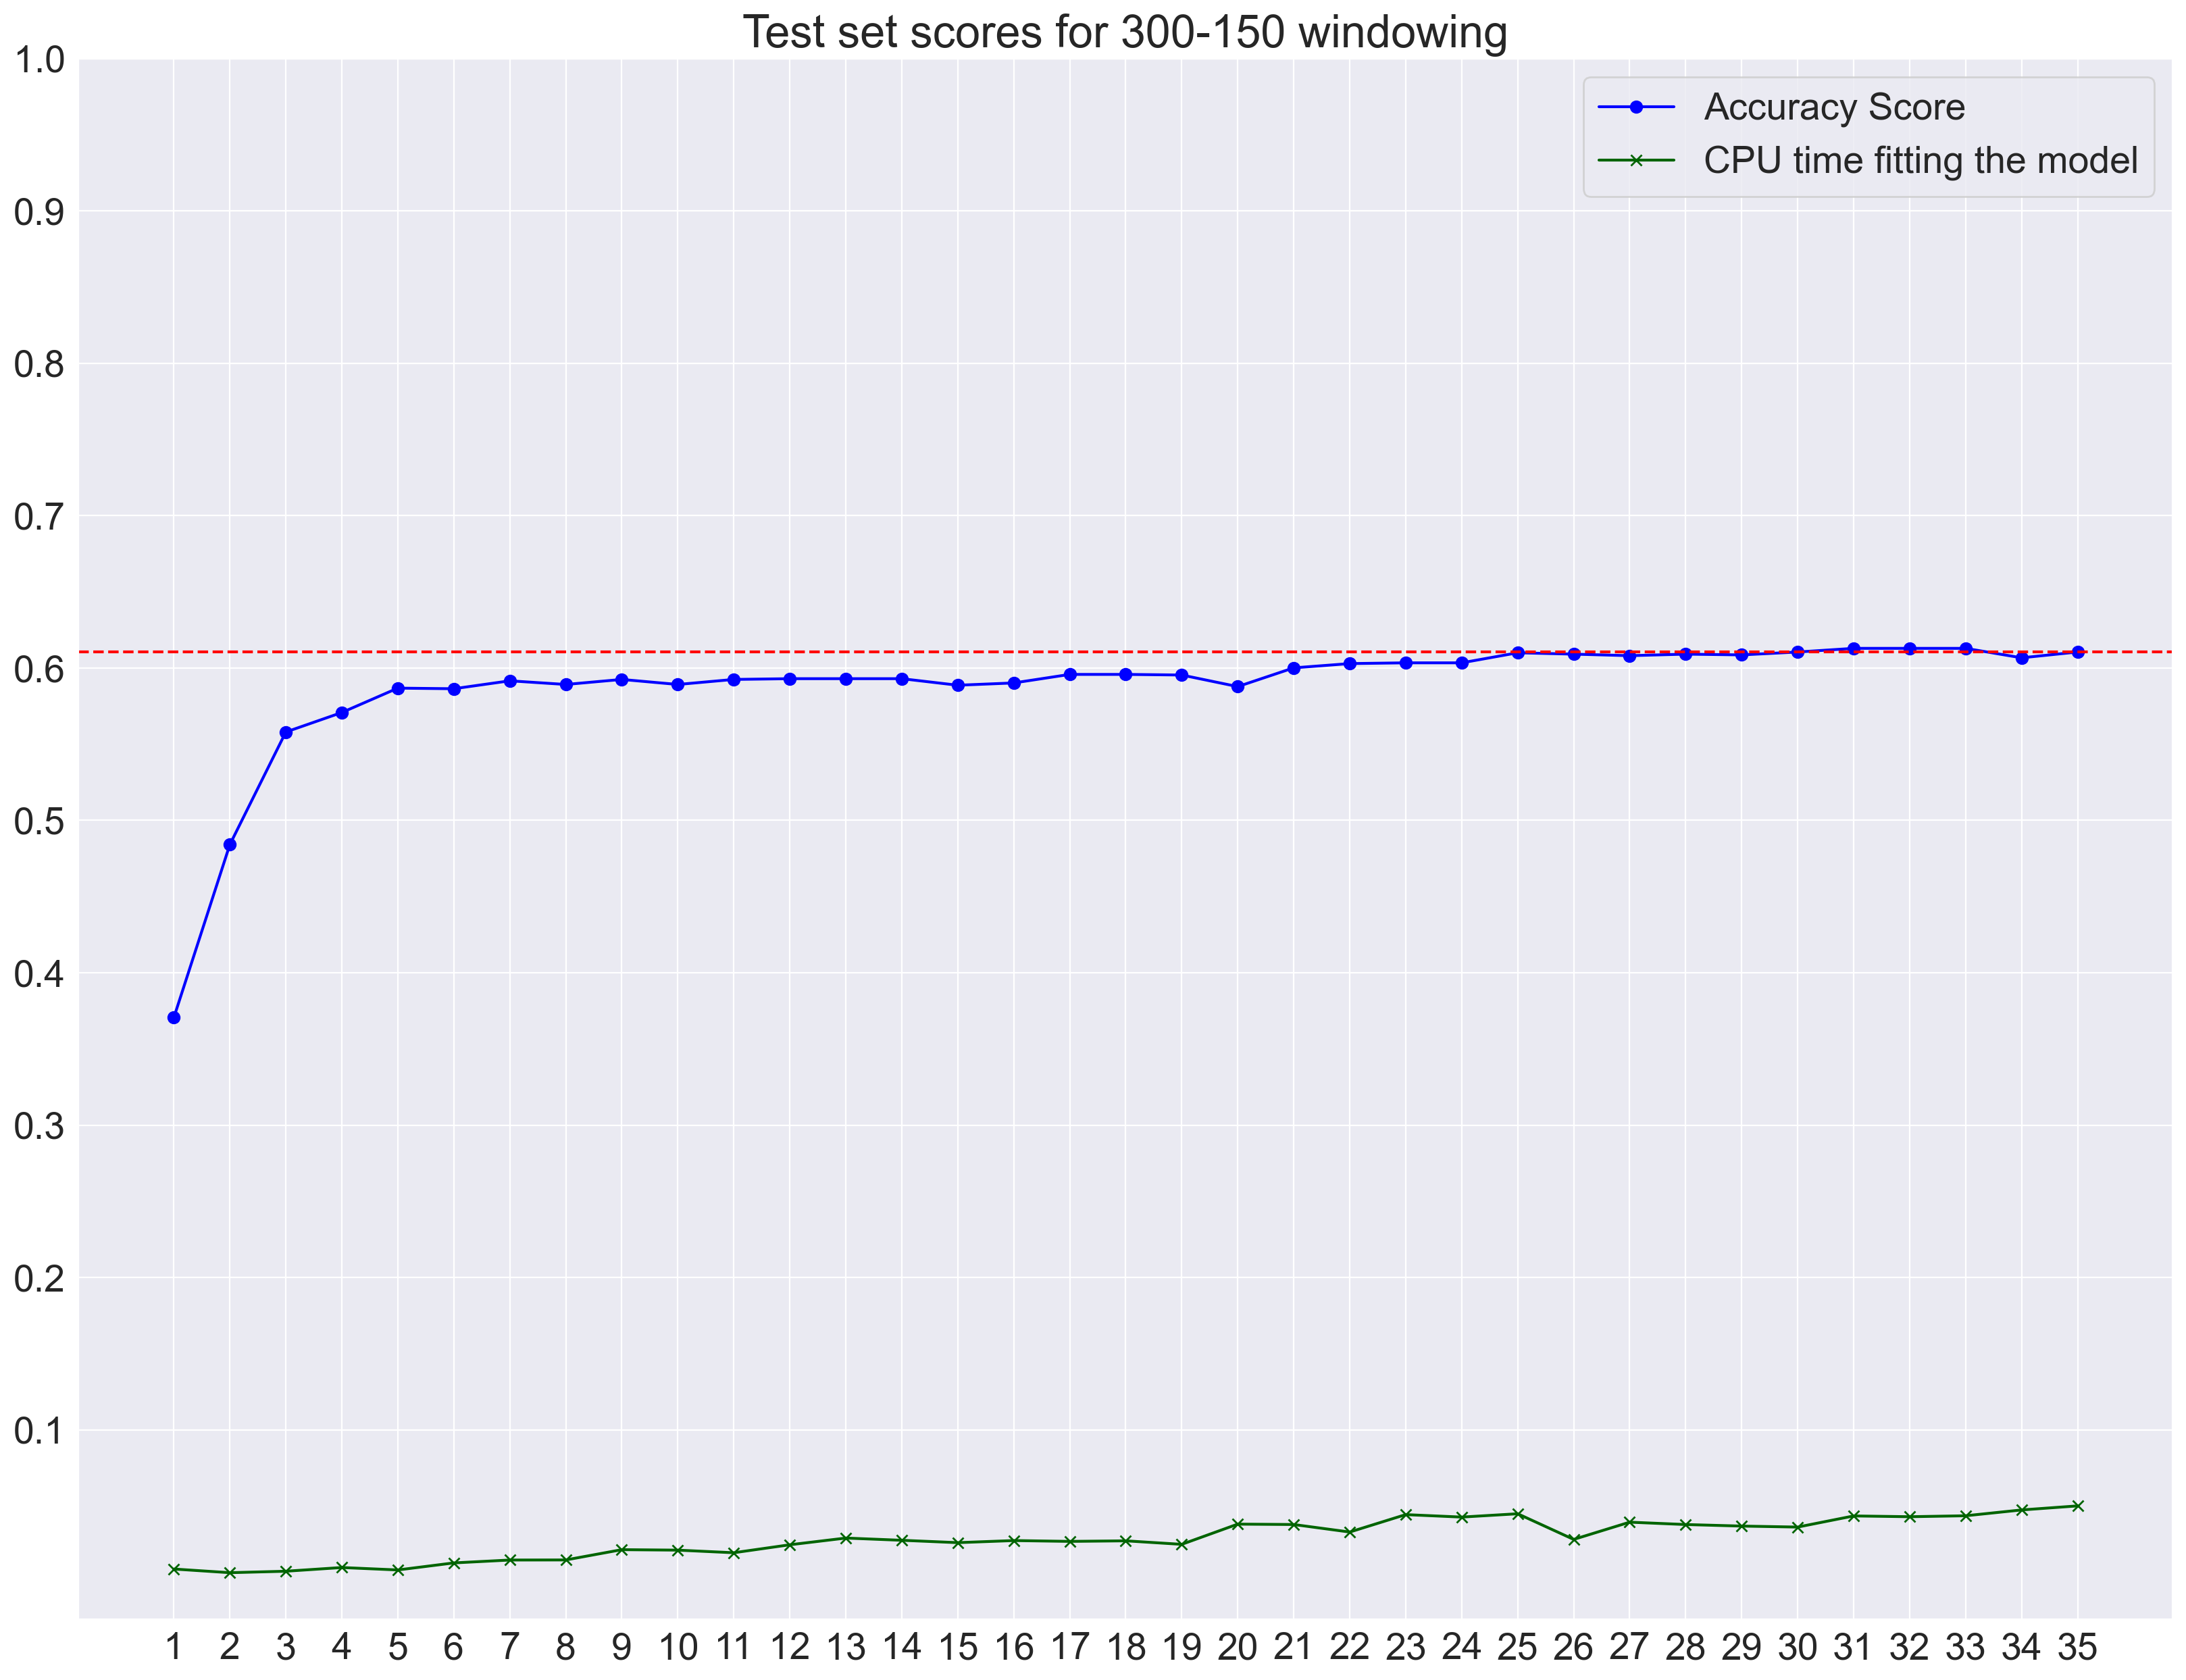 Test set scores for 300-150 windowing
1.0
Accuracy Score
CPU time fitting the model
0.9
0.8
0.7
0.6
0.5
0.4
0.3
0.2
0.1
1 2 3 4 5 6 7 8 9 10 11 12 13 14 15 16 17 18 19 20 21 22 23 24 25 26 27 28 29 30 31 32 33 34 35